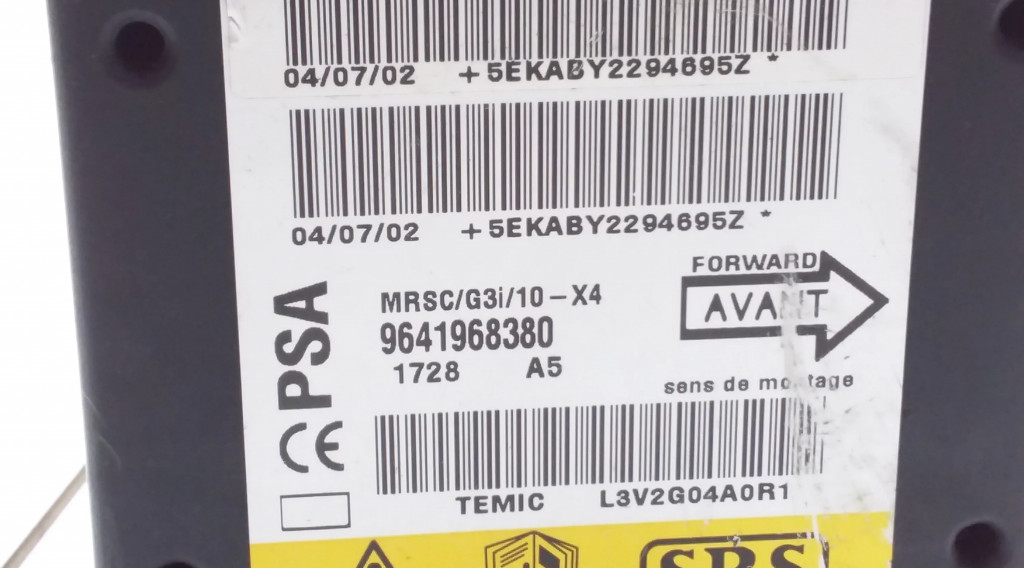 04/07/02 +5EKABY2294695Z *
04/07/02 +5EKABY2294695Z *
FORWARD
AVANT
sens de montage
PSA
MRSC/G3i/10-X4
9641968380
1728 A5
CE
TEMIC L3V2G04A0R1
SRS